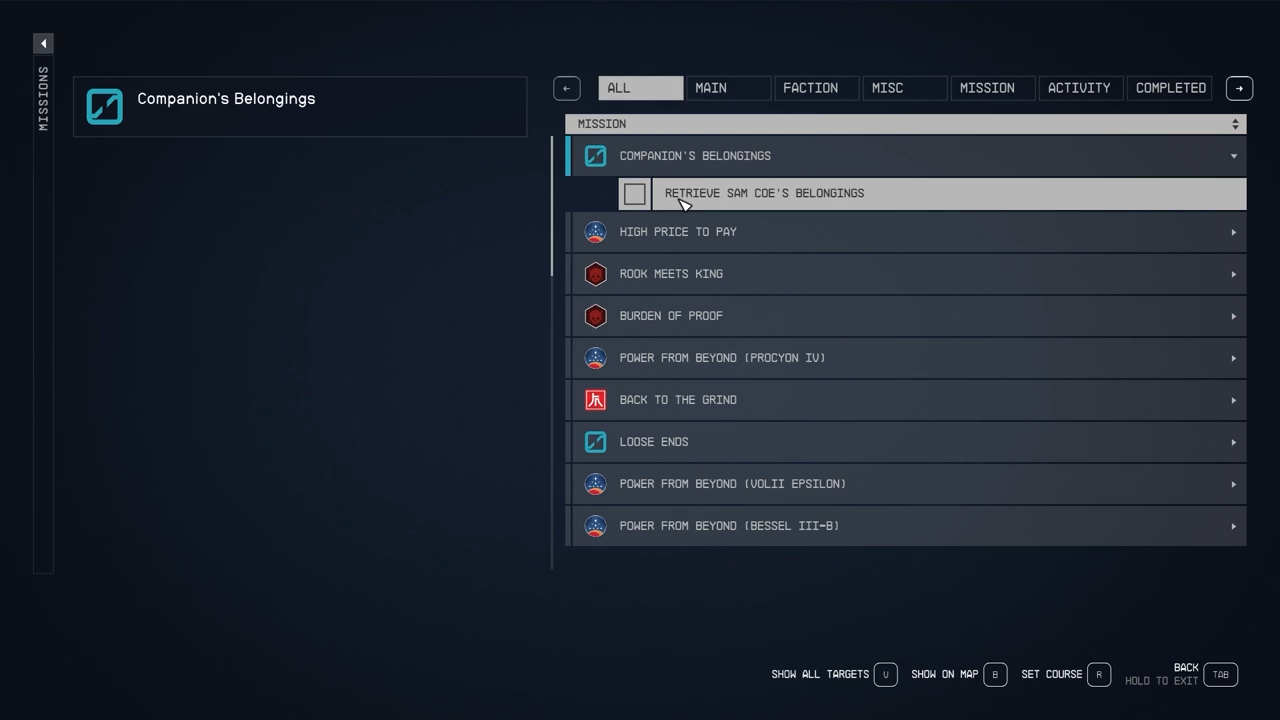 MISSIONS
Companion's Belongings
ALL MAIN FACTION MISC MISSION ACTIVITY COMPLETED
MISSION
COMPANION'S BELONGINGS
RETRIEVE SAM COE'S BELONGINGS
HIGH PRICE TO PAY
ROOK MEETS KING
BURDEN OF PROOF
POWER FROM BEYOND (PROCYON IV)
BACK TO THE GRIND
LOOSE ENDS
POWER FROM BEYOND (VOLII EPSILON)
POWER FROM BEYOND (BESSEL III-B)
SHOW ALL TARGETS V SHOW ON MAP B SET COURSE R BACK TAB
HOLD TO EXIT